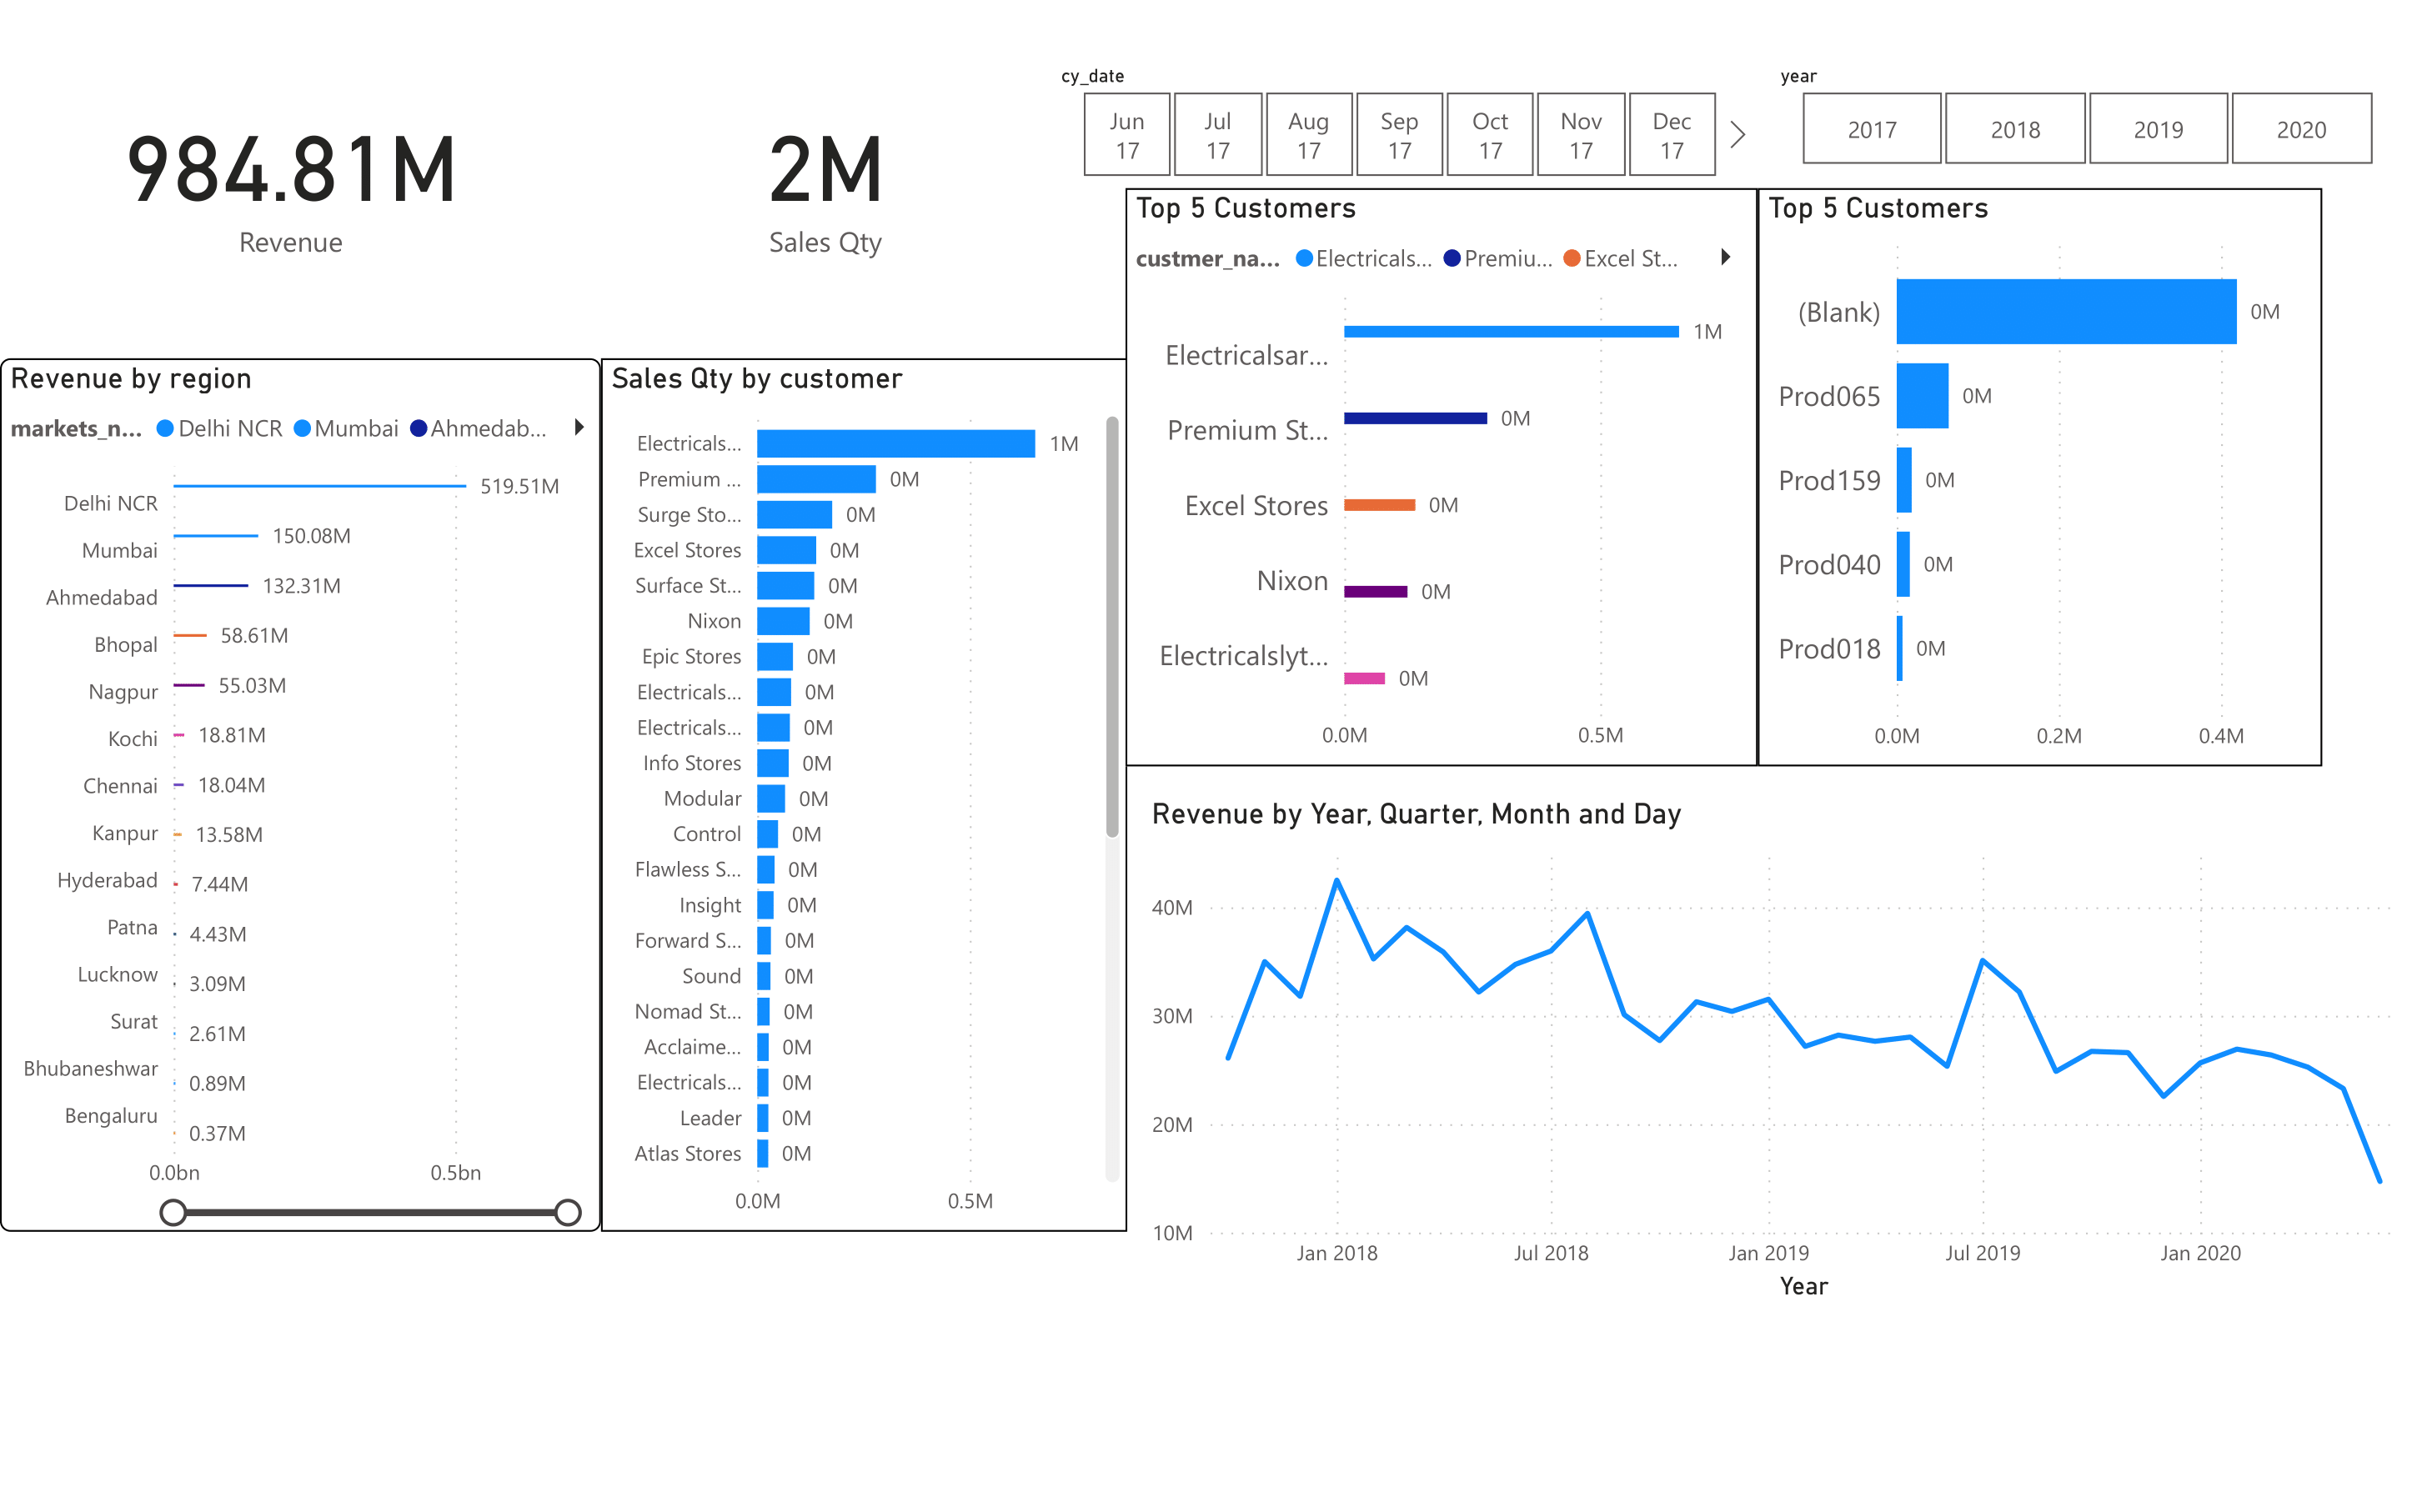 984.81M
Revenue
2M
Sales Qty
cy_date
Jun 17
Jul 17
Aug 17
Sep 17
Oct 17
Nov 17
Dec 17
year
2017
2018
2019
2020
Revenue by region
markets_n... Delhi NCR Mumbai Ahmedab...
Delhi NCR 519.51M
Mumbai 150.08M
Ahmedabad 132.31M
Bhopal 58.61M
Nagpur 55.03M
Kochi 18.81M
Chennai 18.04M
Kanpur 13.58M
Hyderabad 7.44M
Patna 4.43M
Lucknow 3.09M
Surat 2.61M
Bhubaneshwar 0.89M
Bengaluru 0.37M
0.0bn 0.5bn
Sales Qty by customer
Electricals... 1M
Premium ... 0M
Surge Sto... 0M
Excel Stores 0M
Surface St... 0M
Nixon 0M
Epic Stores 0M
Electricals... 0M
Electricals... 0M
Info Stores 0M
Modular 0M
Control 0M
Flawless S... 0M
Insight 0M
Forward S... 0M
Sound 0M
Nomad St... 0M
Acclaime... 0M
Electricals... 0M
Leader 0M
Atlas Stores 0M
0.0M 0.5M
Top 5 Customers
custmer_na... Electricals... Premiu... Excel St...
Electricalsar... 1M
Premium St... 0M
Excel Stores 0M
Nixon 0M
Electricalslyt... 0M
0.0M 0.5M
Top 5 Customers
(Blank) 0M
Prod065 0M
Prod159 0M
Prod040 0M
Prod018 0M
0.0M 0.2M 0.4M
Revenue by Year, Quarter, Month and Day
40M
30M
20M
10M
Jan 2018 Jul 2018 Jan 2019 Jul 2019 Jan 2020
Year